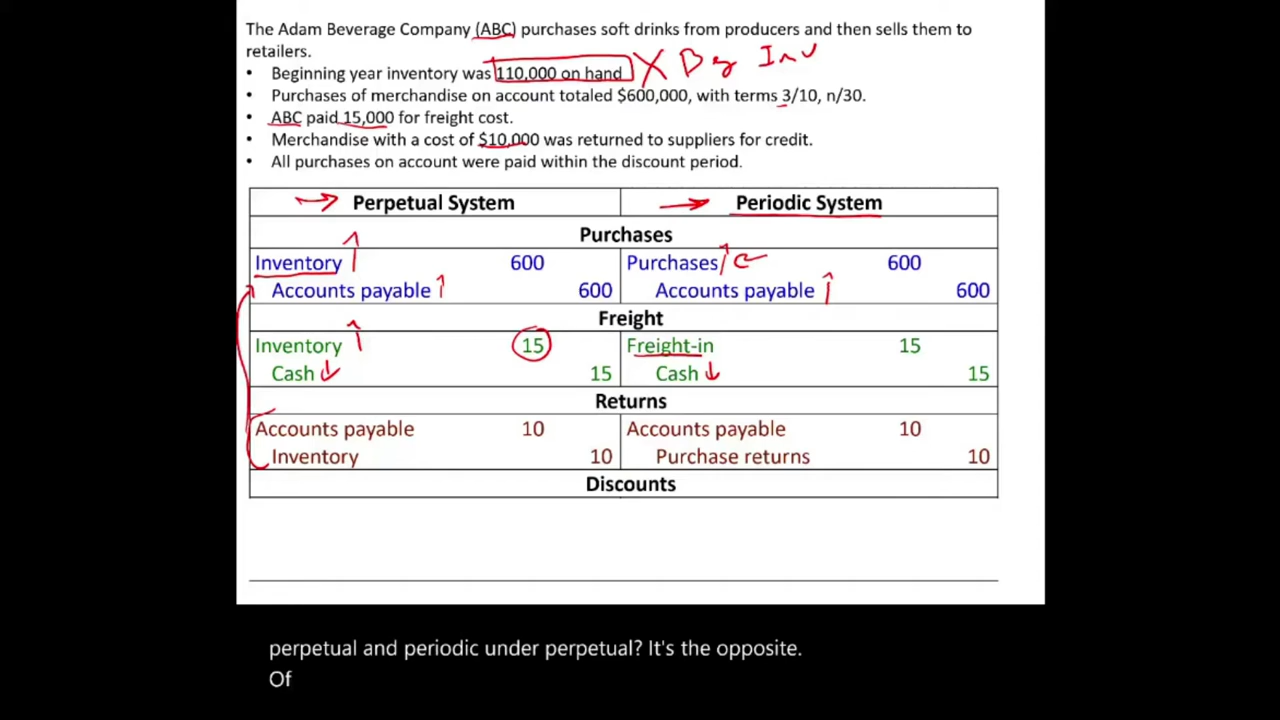 The Adam Beverage Company (ABC) purchases soft drinks from producers and then sells them to
retailers.
• Beginning year inventory was 110,000 on hand X Beg Inv
• Purchases of merchandise on account totaled $600,000, with terms 3/10, n/30.
• ABC paid 15,000 for freight cost.
• Merchandise with a cost of $10,000 was returned to suppliers for credit.
• All purchases on account were paid within the discount period.
Perpetual System Periodic System
Purchases
Inventory 600 Purchases 600
Accounts payable 600 Accounts payable 600
Freight
Inventory 15 Freight-in 15
Cash 15 Cash 15
Returns
Accounts payable 10 Accounts payable 10
Inventory 10 Purchase returns 10
Discounts
perpetual and periodic under perpetual? It's the opposite.
Of